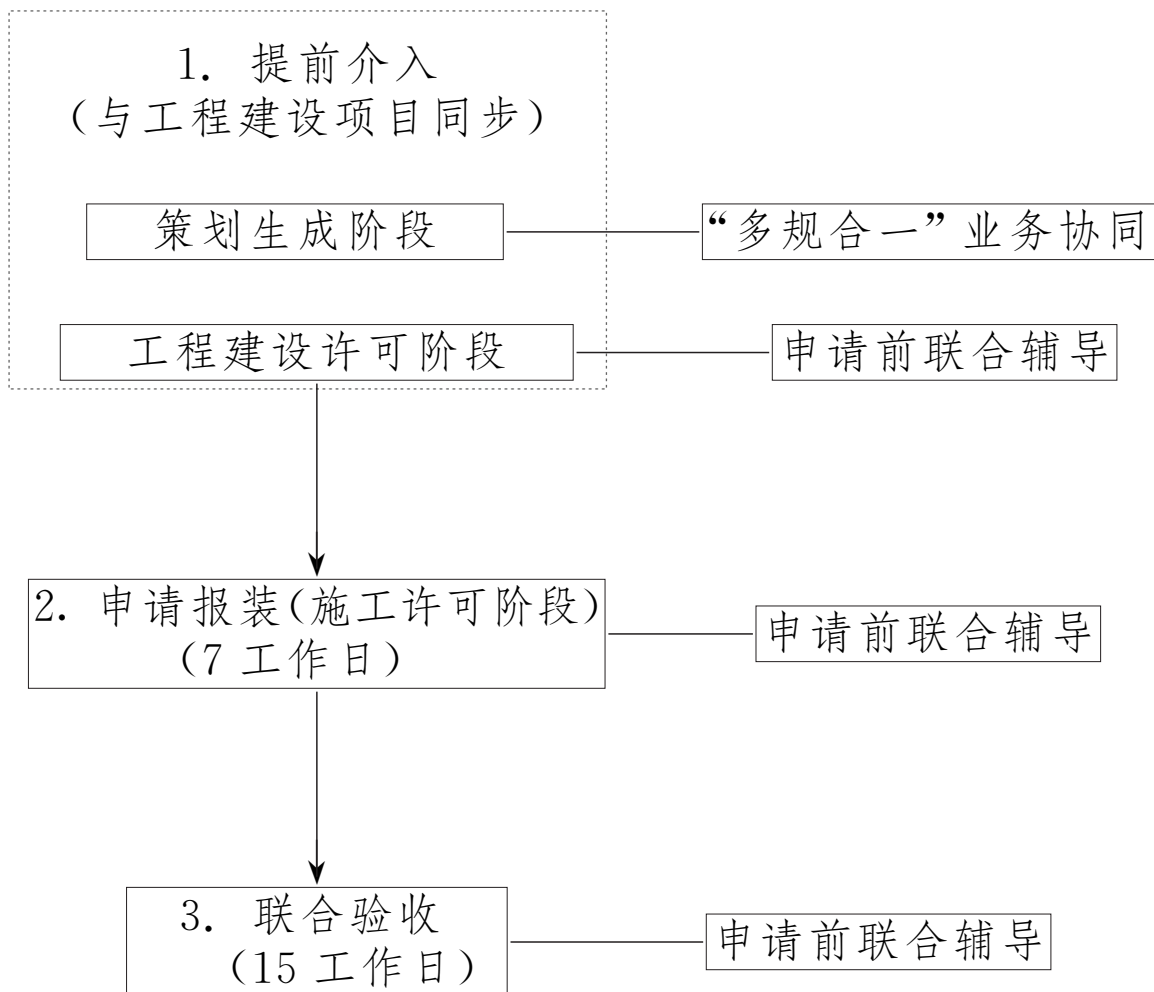 1. 提前介入
(与工程建设项目同步)
策划生成阶段
“多规合一”业务协同
工程建设许可阶段
申请前联合辅导
2. 申请报装(施工许可阶段)
(7 工作日)
申请前联合辅导
3. 联合验收
(15 工作日)
申请前联合辅导